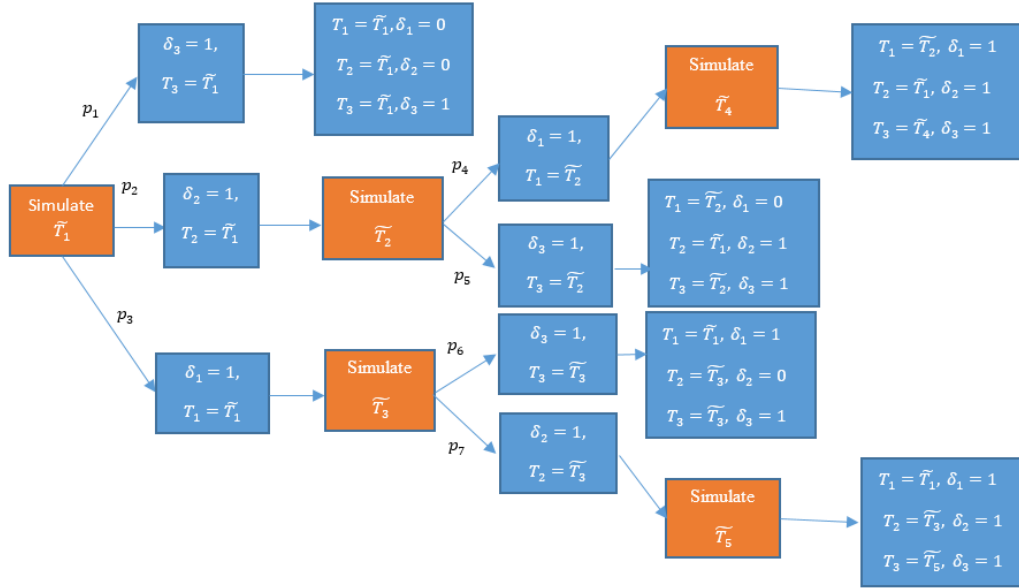 Simulate
T̃₁
p₁
p₂
p₃
δ₃ = 1,
T₃ = T̃₁
T₁ = T̃₁, δ₁ = 0
T₂ = T̃₁, δ₂ = 0
T₃ = T̃₁, δ₃ = 1
δ₂ = 1,
T₂ = T̃₁
Simulate
T̃₂
p₄
p₅
δ₁ = 1,
T₁ = T̃₂
Simulate
T̃₄
T₁ = T̃₂, δ₁ = 1
T₂ = T̃₁, δ₂ = 1
T₃ = T̃₄, δ₃ = 1
δ₃ = 1,
T₃ = T̃₂
T₁ = T̃₂, δ₁ = 0
T₂ = T̃₁, δ₂ = 1
T₃ = T̃₂, δ₃ = 1
δ₁ = 1,
T₁ = T̃₁
Simulate
T̃₃
p₆
p₇
δ₃ = 1,
T₃ = T̃₃
T₁ = T̃₁, δ₁ = 1
T₂ = T̃₃, δ₂ = 0
T₃ = T̃₃, δ₃ = 1
δ₂ = 1,
T₂ = T̃₃
Simulate
T̃₅
T₁ = T̃₁, δ₁ = 1
T₂ = T̃₃, δ₂ = 1
T₃ = T̃₅, δ₃ = 1